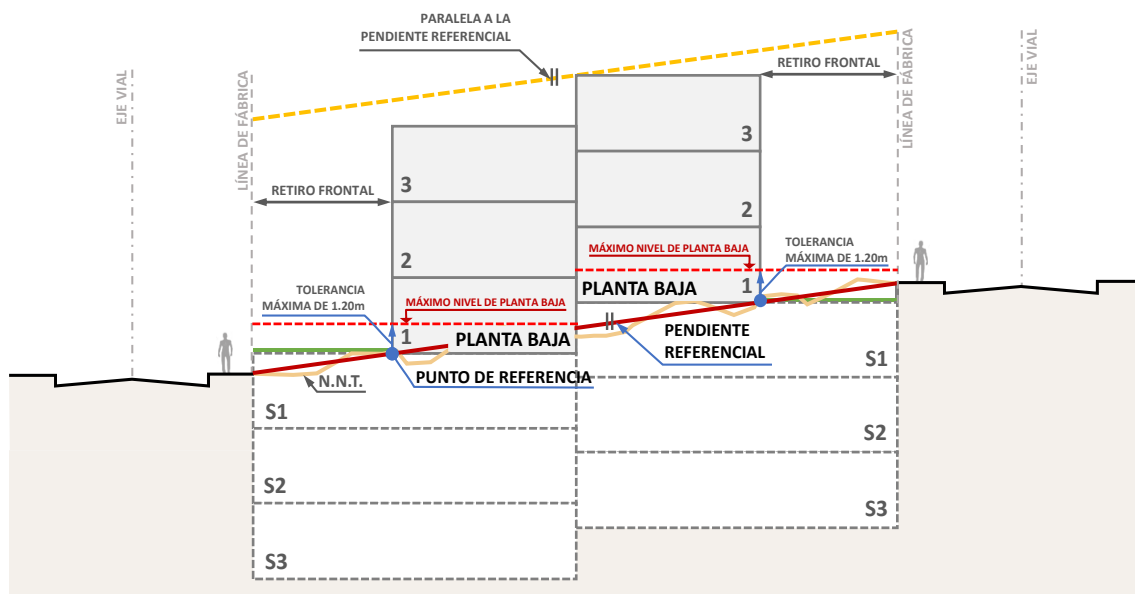 PARALELA A LA
PENDIENTE REFERENCIAL
RETIRO FRONTAL
EJE VIAL
LÍNEA DE FÁBRICA
LÍNEA DE FÁBRICA
EJE VIAL
3
2
1
RETIRO FRONTAL
3
2
1
MÁXIMO NIVEL DE PLANTA BAJA
TOLERANCIA
MÁXIMA DE 1.20m
PLANTA BAJA
TOLERANCIA
MÁXIMA DE 1.20m
MÁXIMO NIVEL DE PLANTA BAJA
PLANTA BAJA
PENDIENTE
REFERENCIAL
PUNTO DE REFERENCIA
N.N.T.
S1
S2
S3
S1
S2
S3